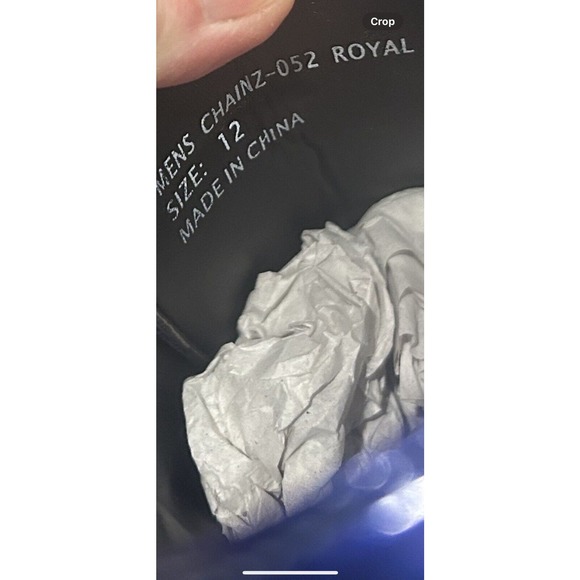 Crop
MENS CHAINZ-052 ROYAL
SIZE: 12
MADE IN CHINA